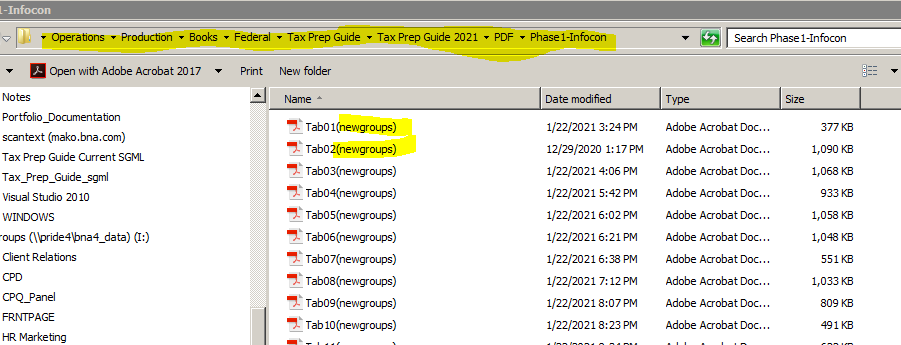 1-Infocon
Operations Production Books Federal Tax Prep Guide Tax Prep Guide 2021 PDF Phase1-Infocon Search Phase1-Infocon
Open with Adobe Acrobat 2017 Print New folder
Name Date modified Type Size
Notes
Portfolio_Documentation
scantext (mako.bna.com)
Tax Prep Guide Current SGML
Tax_Prep_Guide_sgml
Visual Studio 2010
WINDOWS
roups (\\pride4\bna4_data) (I:)
Client Relations
CPD
CPQ_Panel
FRNTPAGE
HR Marketing
Tab01(newgroups) 1/22/2021 3:24 PM Adobe Acrobat Doc... 377 KB
Tab02(newgroups) 12/29/2020 1:17 PM Adobe Acrobat Doc... 1,090 KB
Tab03(newgroups) 1/22/2021 4:06 PM Adobe Acrobat Doc... 1,068 KB
Tab04(newgroups) 1/22/2021 5:42 PM Adobe Acrobat Doc... 933 KB
Tab05(newgroups) 1/22/2021 6:02 PM Adobe Acrobat Doc... 1,058 KB
Tab06(newgroups) 1/22/2021 6:21 PM Adobe Acrobat Doc... 1,048 KB
Tab07(newgroups) 1/22/2021 6:38 PM Adobe Acrobat Doc... 551 KB
Tab08(newgroups) 1/22/2021 7:12 PM Adobe Acrobat Doc... 1,033 KB
Tab09(newgroups) 1/22/2021 8:07 PM Adobe Acrobat Doc... 809 KB
Tab10(newgroups) 1/22/2021 8:23 PM Adobe Acrobat Doc... 491 KB